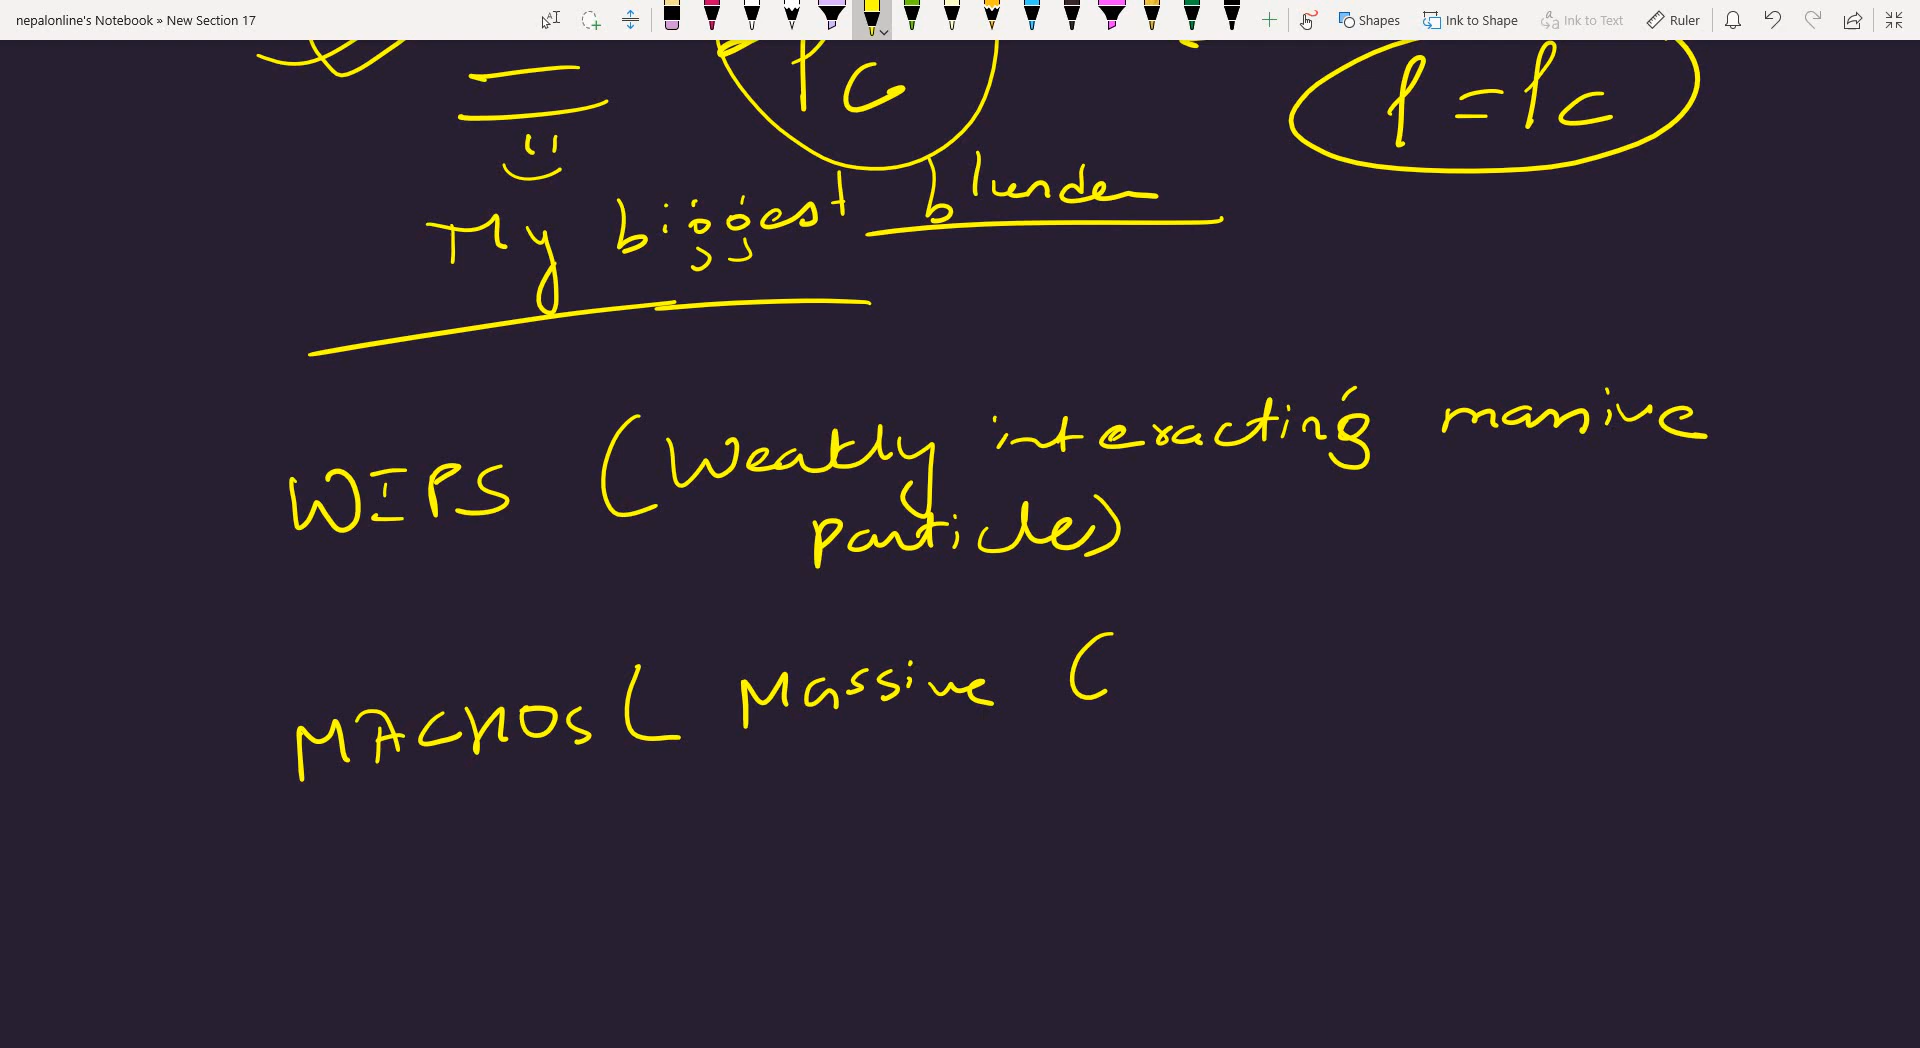 nepalonline's Notebook » New Section 17
Shapes
Ink to Shape
Ink to Text
Ruler
ρc
ρ = ρc
My biggest blunder
WIPS (Weakly interacting massive
particles)
MACHOS ( Massive C